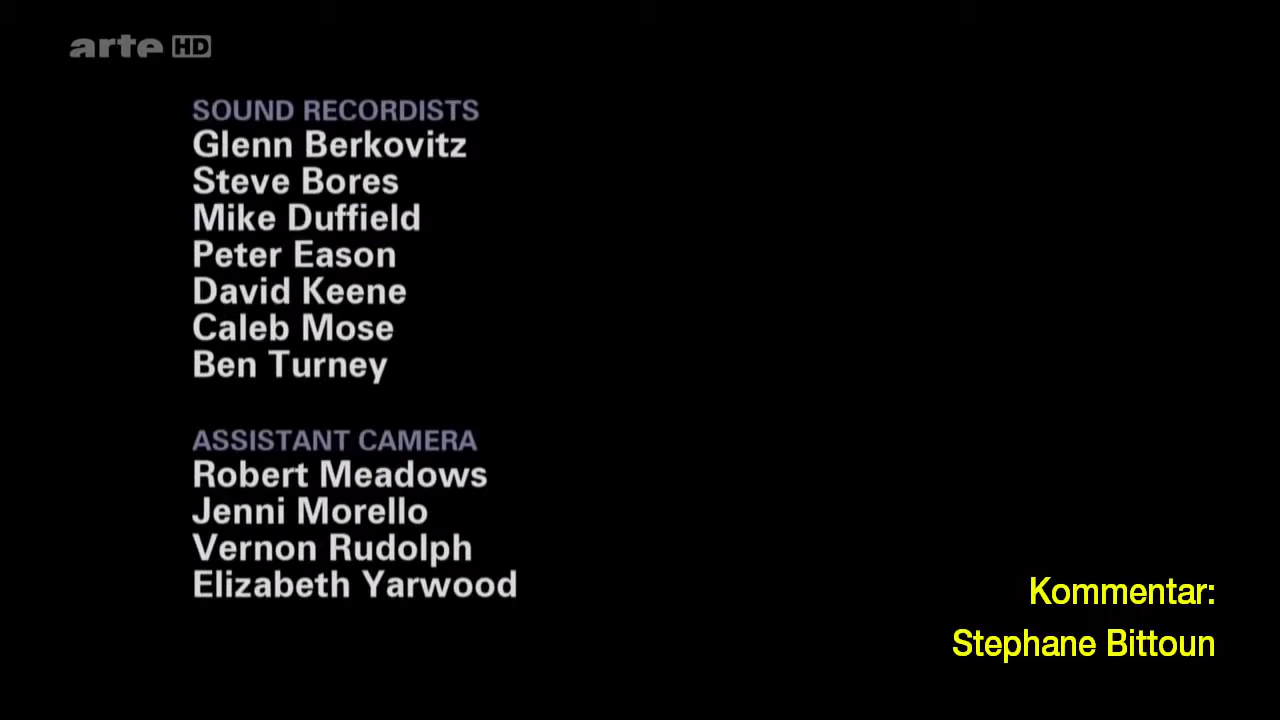 arte HD
SOUND RECORDISTS
Glenn Berkovitz
Steve Bores
Mike Duffield
Peter Eason
David Keene
Caleb Mose
Ben Turney
ASSISTANT CAMERA
Robert Meadows
Jenni Morello
Vernon Rudolph
Elizabeth Yarwood
Kommentar:
Stephane Bittoun